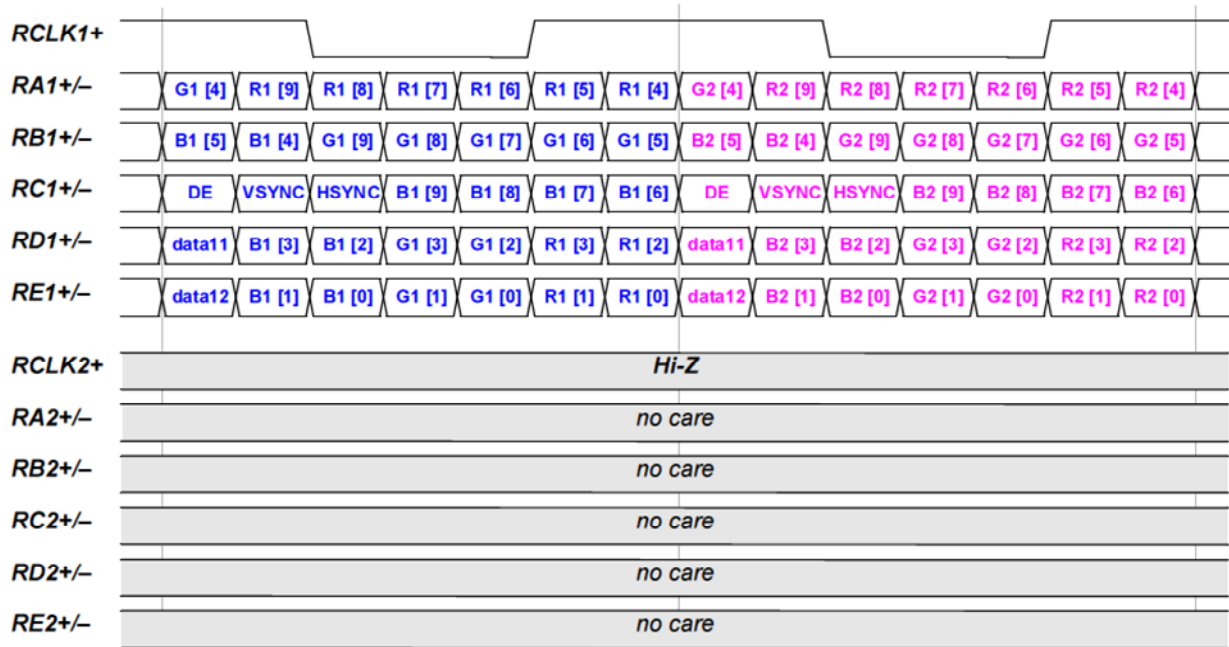 RCLK1+
RA1+/– G1 [4] R1 [9] R1 [8] R1 [7] R1 [6] R1 [5] R1 [4] G2 [4] R2 [9] R2 [8] R2 [7] R2 [6] R2 [5] R2 [4]
RB1+/– B1 [5] B1 [4] G1 [9] G1 [8] G1 [7] G1 [6] G1 [5] B2 [5] B2 [4] G2 [9] G2 [8] G2 [7] G2 [6] G2 [5]
RC1+/– DE VSYNC HSYNC B1 [9] B1 [8] B1 [7] B1 [6] DE VSYNC HSYNC B2 [9] B2 [8] B2 [7] B2 [6]
RD1+/– data11 B1 [3] B1 [2] G1 [3] G1 [2] R1 [3] R1 [2] data11 B2 [3] B2 [2] G2 [3] G2 [2] R2 [3] R2 [2]
RE1+/– data12 B1 [1] B1 [0] G1 [1] G1 [0] R1 [1] R1 [0] data12 B2 [1] B2 [0] G2 [1] G2 [0] R2 [1] R2 [0]
RCLK2+ Hi-Z
RA2+/– no care
RB2+/– no care
RC2+/– no care
RD2+/– no care
RE2+/– no care